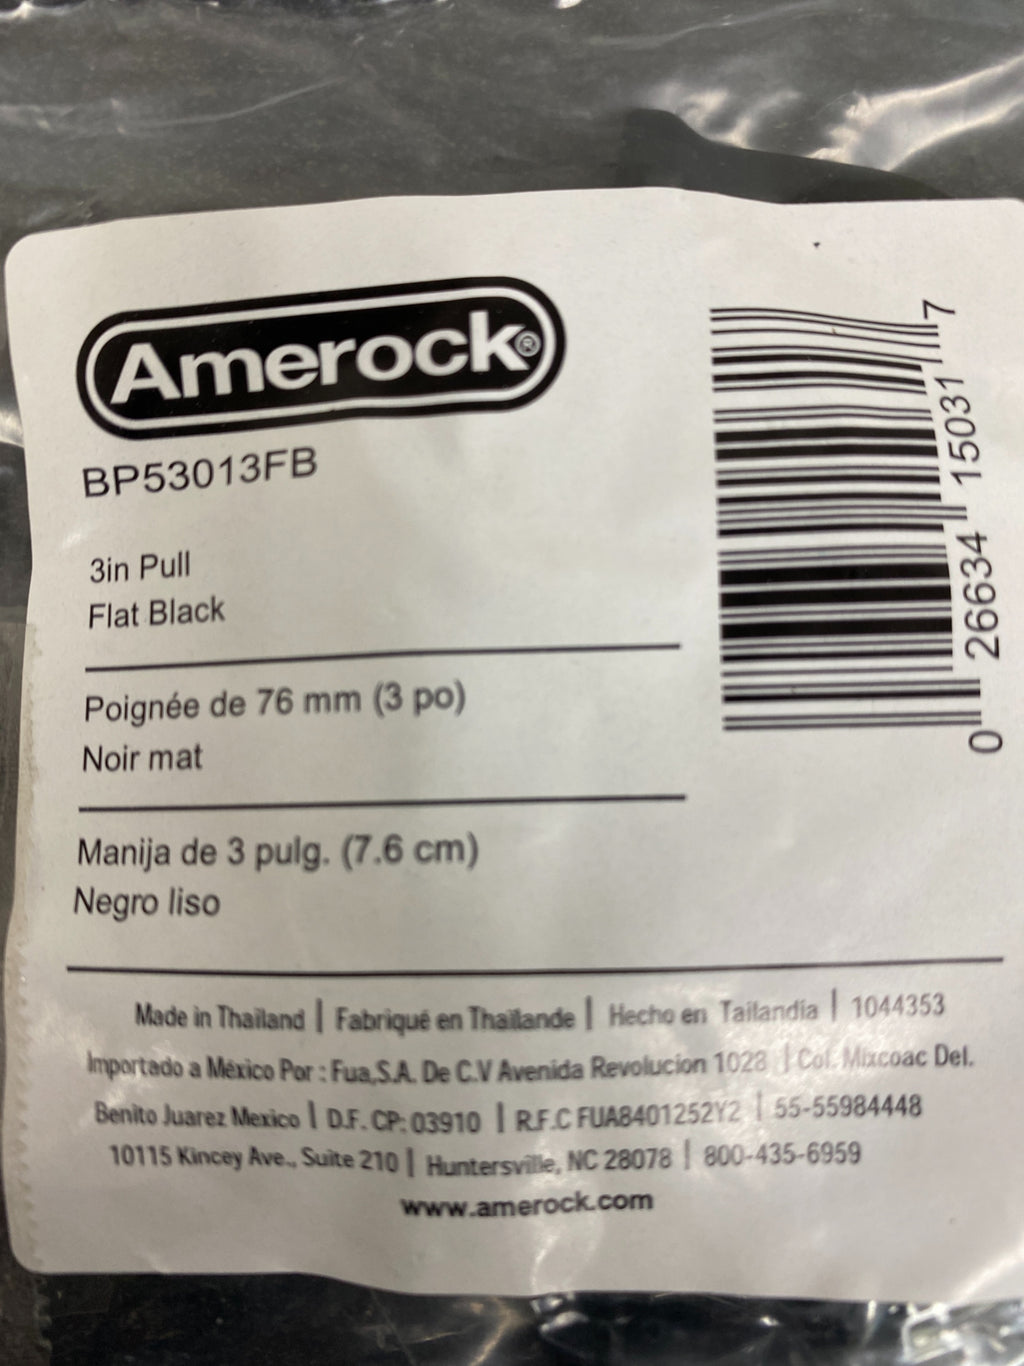 Amerock®
BP53013FB
3in Pull
Flat Black
Poignée de 76 mm (3 po)
Noir mat
Manija de 3 pulg. (7.6 cm)
Negro liso
0 26634 15031 7
Made in Thailand | Fabriqué en Thaïlande | Hecho en Tailandia | 1044353
Importado a México Por : Fua,S.A. De C.V Avenida Revolucion 1028 | Col. Mixcoac Del.
Benito Juarez Mexico | D.F. CP: 03910 | R.F.C FUA8401252Y2 | 55-55984448
10115 Kincey Ave., Suite 210 | Huntersville, NC 28078 | 800-435-6959
www.amerock.com